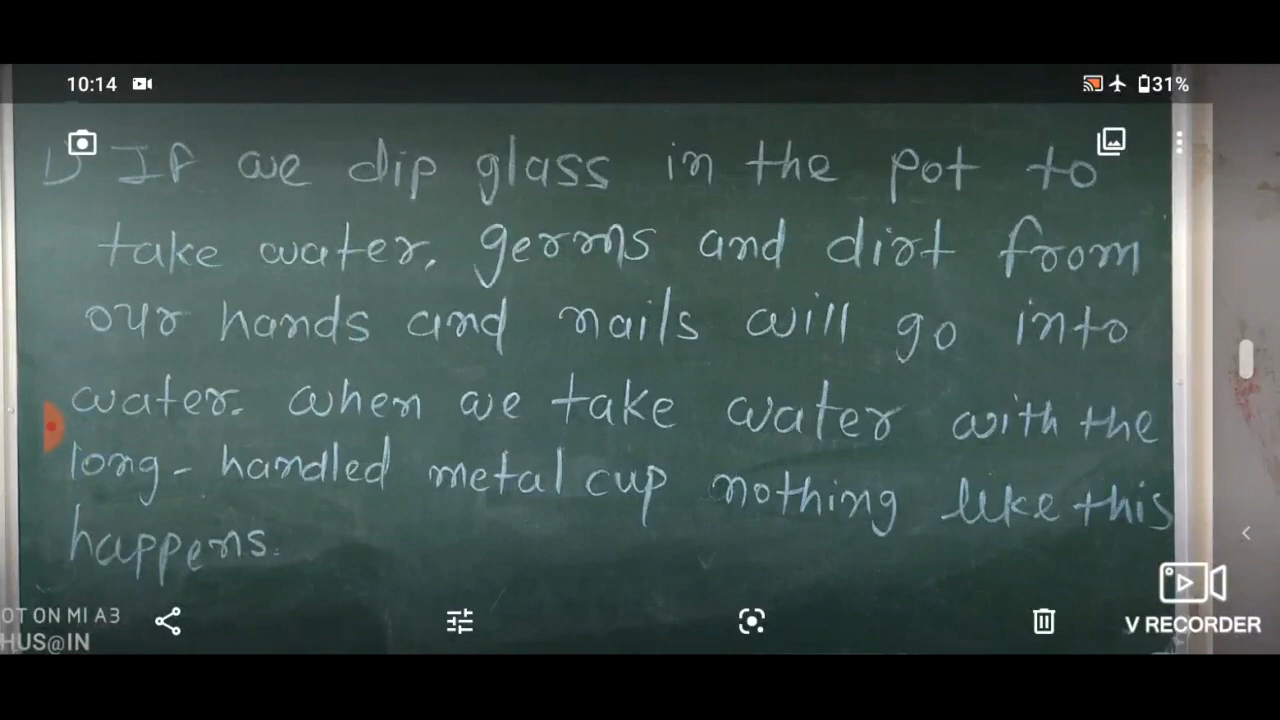 10:14
31%
1) If we dip glass in the pot to
take water, germs and dirt from
our hands and nails will go into
water. when we take water with the
long - handled metal cup nothing like this
happens.
OT ON MI A3
HUS@IN
V RECORDER